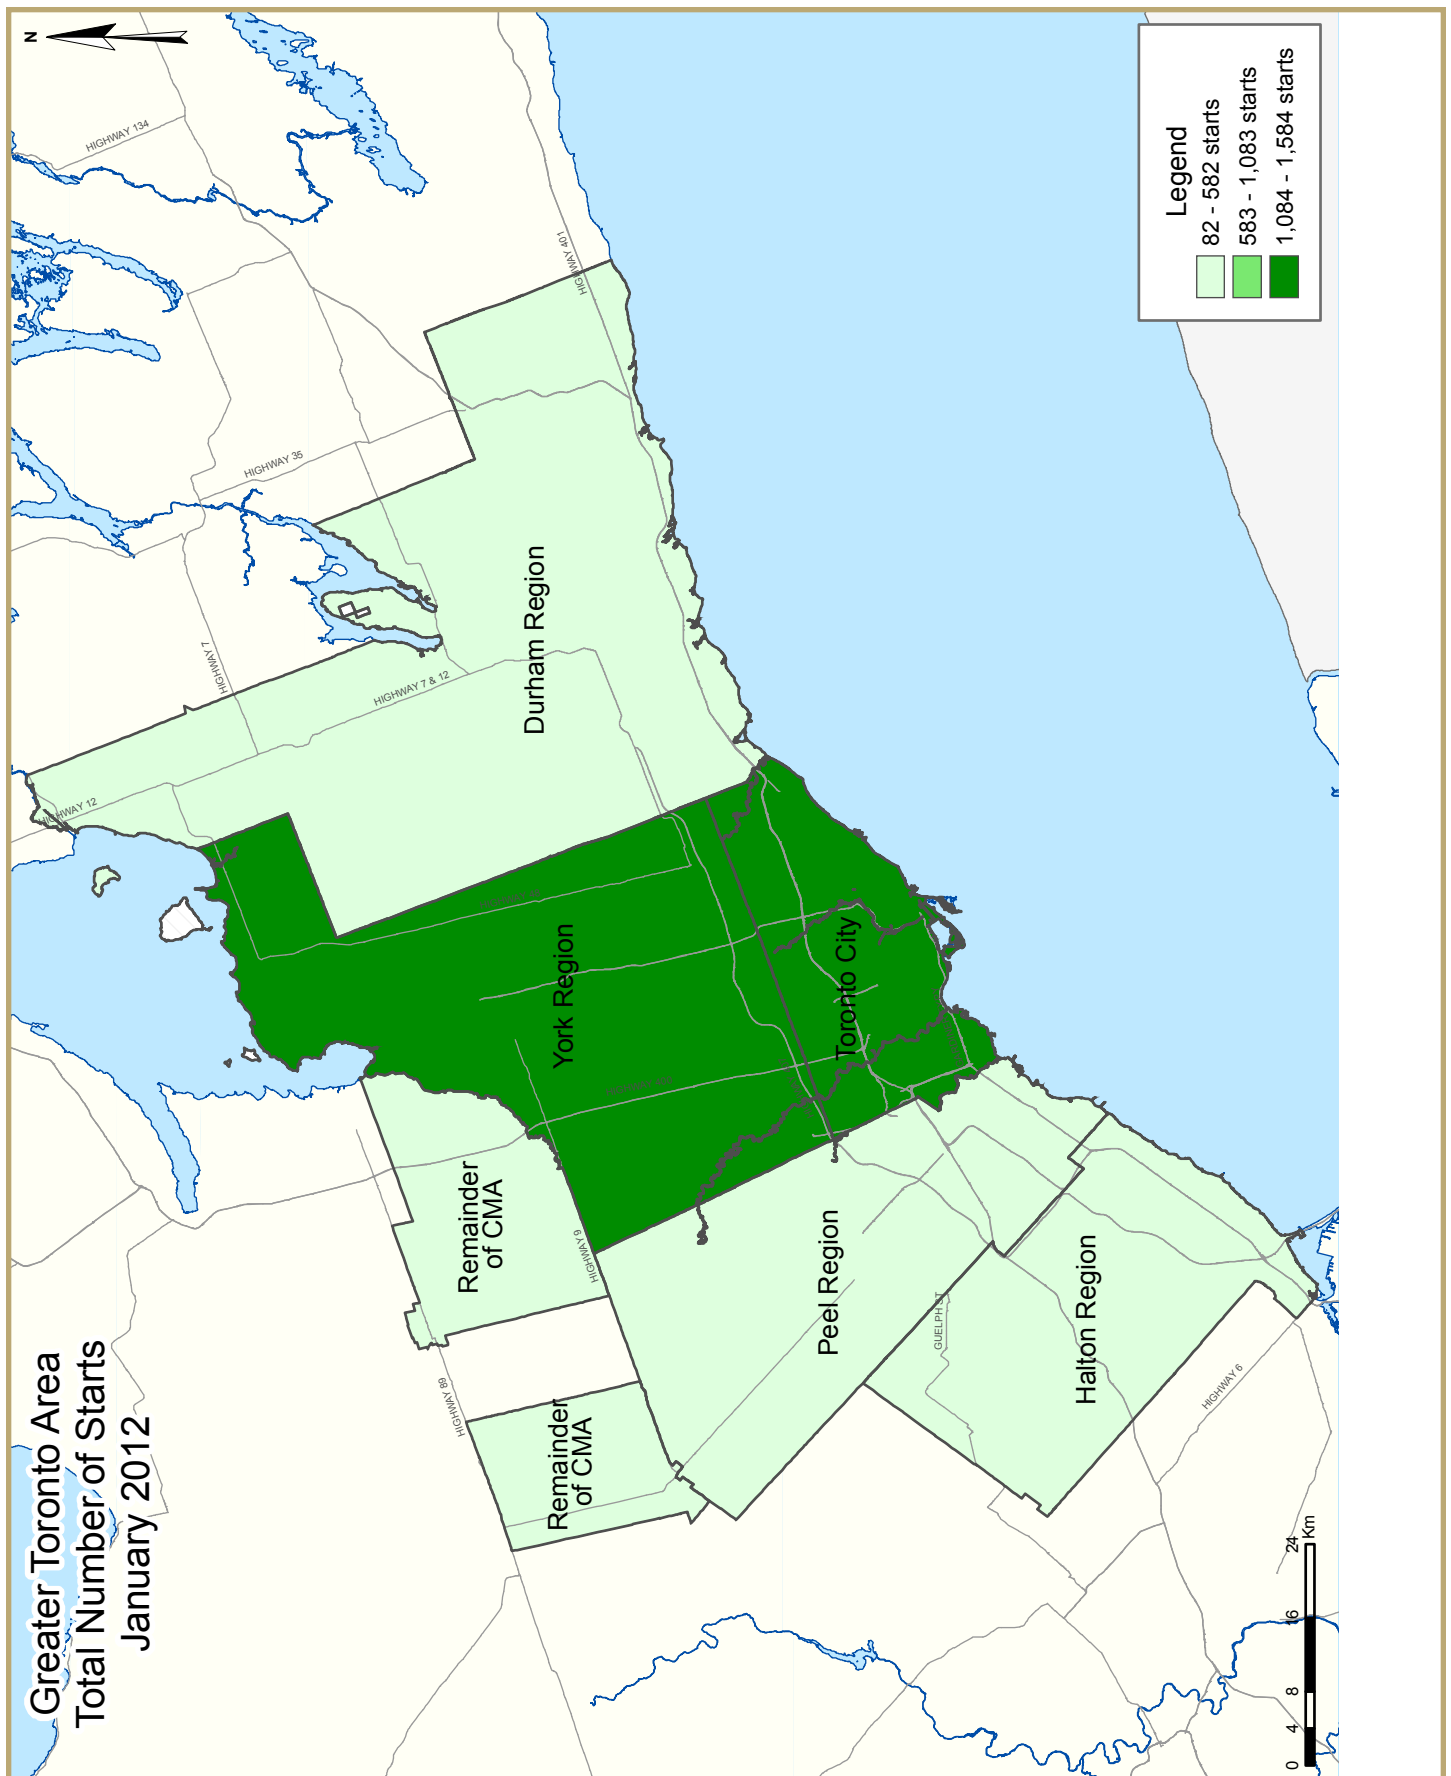 Greater Toronto Area
Total Number of Starts
January 2012
N
HIGHWAY 134
HIGHWAY 401
HIGHWAY 35
HIGHWAY 7
HIGHWAY 7 & 12
HIGHWAY 12
Durham Region
York Region
Toronto City
Remainder
of CMA
HIGHWAY 9
HIGHWAY 89
Remainder
of CMA
Peel Region
GUELPH ST
Halton Region
HIGHWAY 6
Legend
82 - 582 starts
583 - 1,083 starts
1,084 - 1,584 starts
0 4 8 16 24
Km